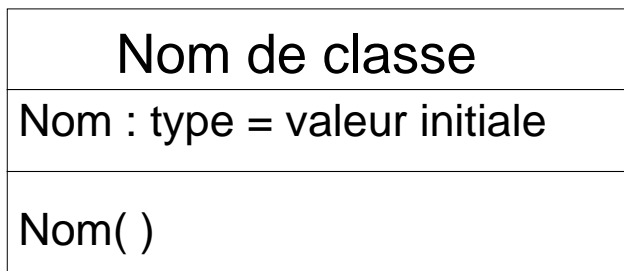 Nom de classe
Nom : type = valeur initiale
Nom( )